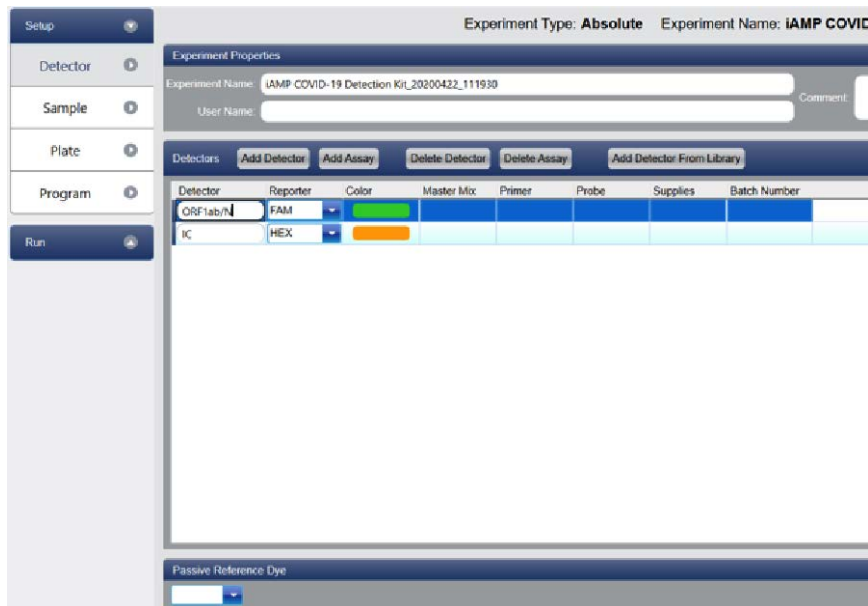 Setup
Experiment Type: Absolute Experiment Name: iAMP COVID
Detector
Sample
Plate
Program
Run
Experiment Properties
Experiment Name: iAMP COVID-19 Detection Kit_20200422_111930
User Name:
Comment:
Detectors Add Detector Add Assay Delete Detector Delete Assay Add Detector From Library
Detector Reporter Color Master Mix Primer Probe Supplies Batch Number
ORF1ab/N FAM
IC HEX
Passive Reference Dye